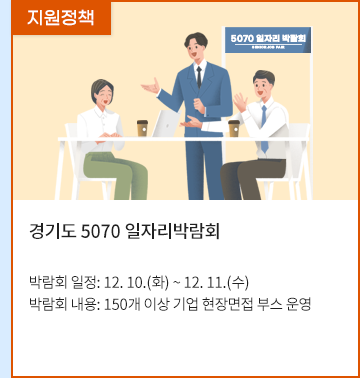 지원정책
5070 일자리 박람회
경기도 5070 일자리박람회
박람회 일정: 12. 10.(화) ~ 12. 11.(수)
박람회 내용: 150개 이상 기업 현장면접 부스 운영